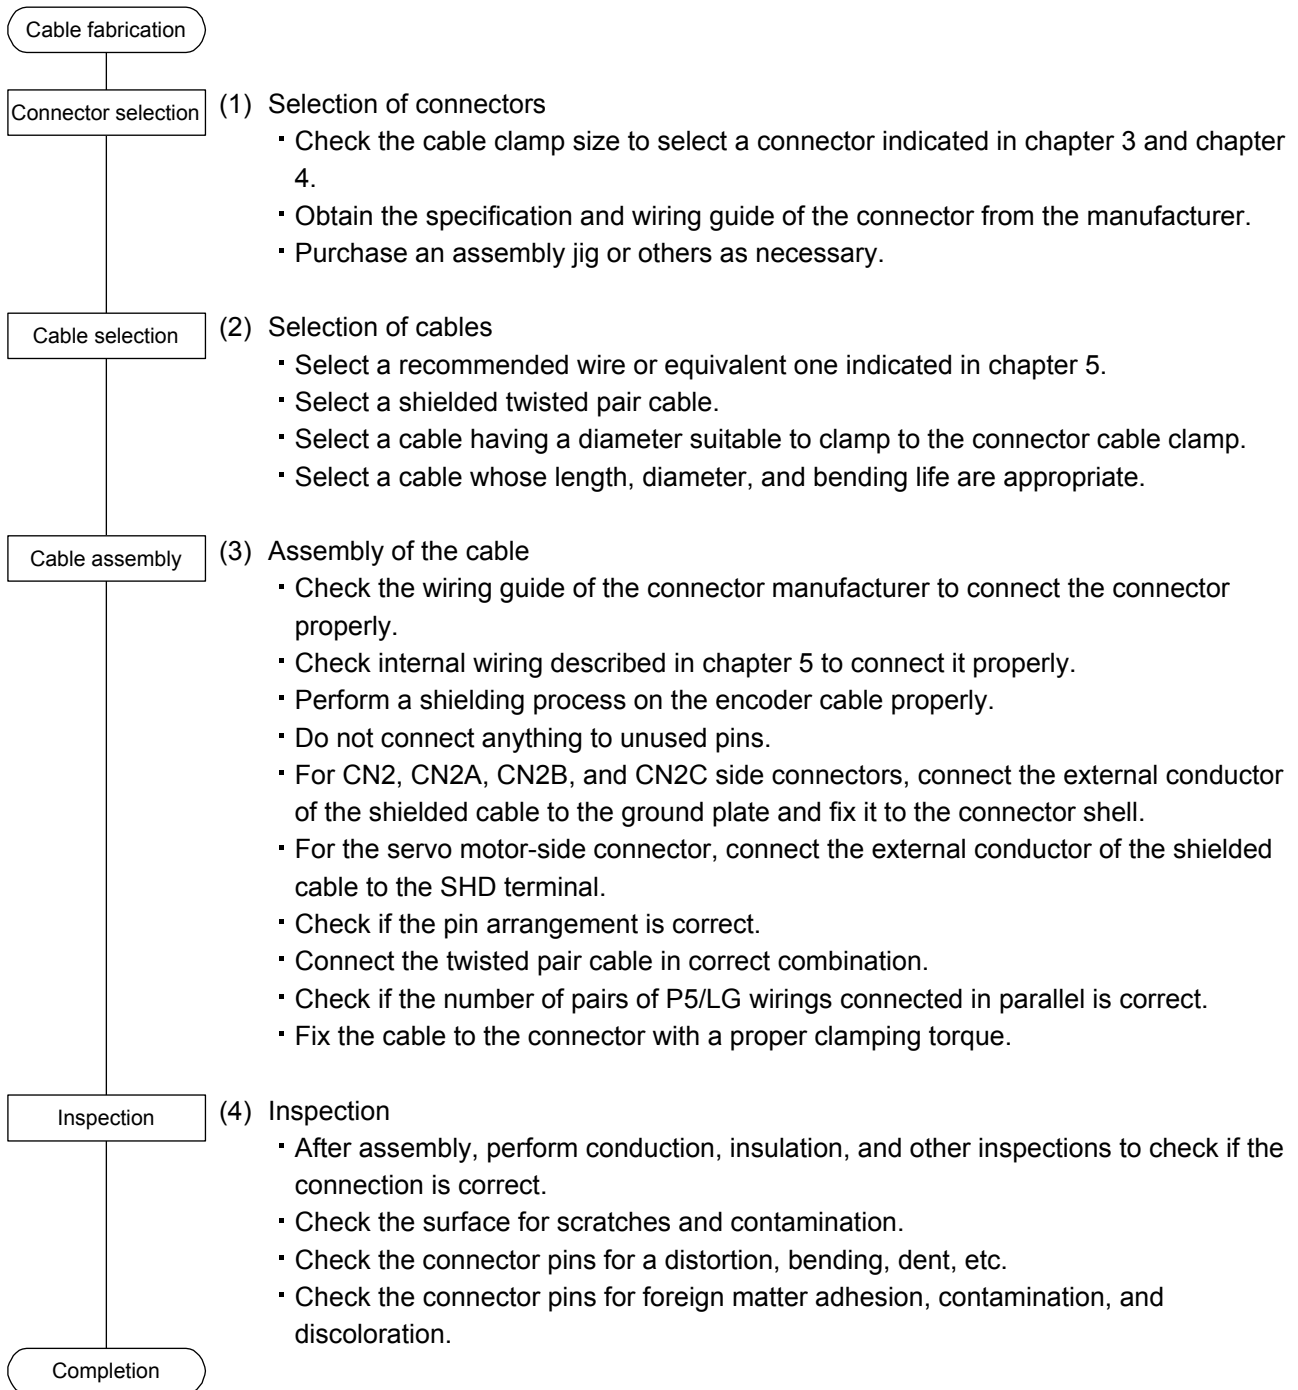 Cable fabrication
Connector selection
(1) Selection of connectors
・Check the cable clamp size to select a connector indicated in chapter 3 and chapter
4.
・Obtain the specification and wiring guide of the connector from the manufacturer.
・Purchase an assembly jig or others as necessary.
Cable selection
(2) Selection of cables
・Select a recommended wire or equivalent one indicated in chapter 5.
・Select a shielded twisted pair cable.
・Select a cable having a diameter suitable to clamp to the connector cable clamp.
・Select a cable whose length, diameter, and bending life are appropriate.
Cable assembly
(3) Assembly of the cable
・Check the wiring guide of the connector manufacturer to connect the connector
properly.
・Check internal wiring described in chapter 5 to connect it properly.
・Perform a shielding process on the encoder cable properly.
・Do not connect anything to unused pins.
・For CN2, CN2A, CN2B, and CN2C side connectors, connect the external conductor
of the shielded cable to the ground plate and fix it to the connector shell.
・For the servo motor-side connector, connect the external conductor of the shielded
cable to the SHD terminal.
・Check if the pin arrangement is correct.
・Connect the twisted pair cable in correct combination.
・Check if the number of pairs of P5/LG wirings connected in parallel is correct.
・Fix the cable to the connector with a proper clamping torque.
Inspection
(4) Inspection
・After assembly, perform conduction, insulation, and other inspections to check if the
connection is correct.
・Check the surface for scratches and contamination.
・Check the connector pins for a distortion, bending, dent, etc.
・Check the connector pins for foreign matter adhesion, contamination, and
discoloration.
Completion